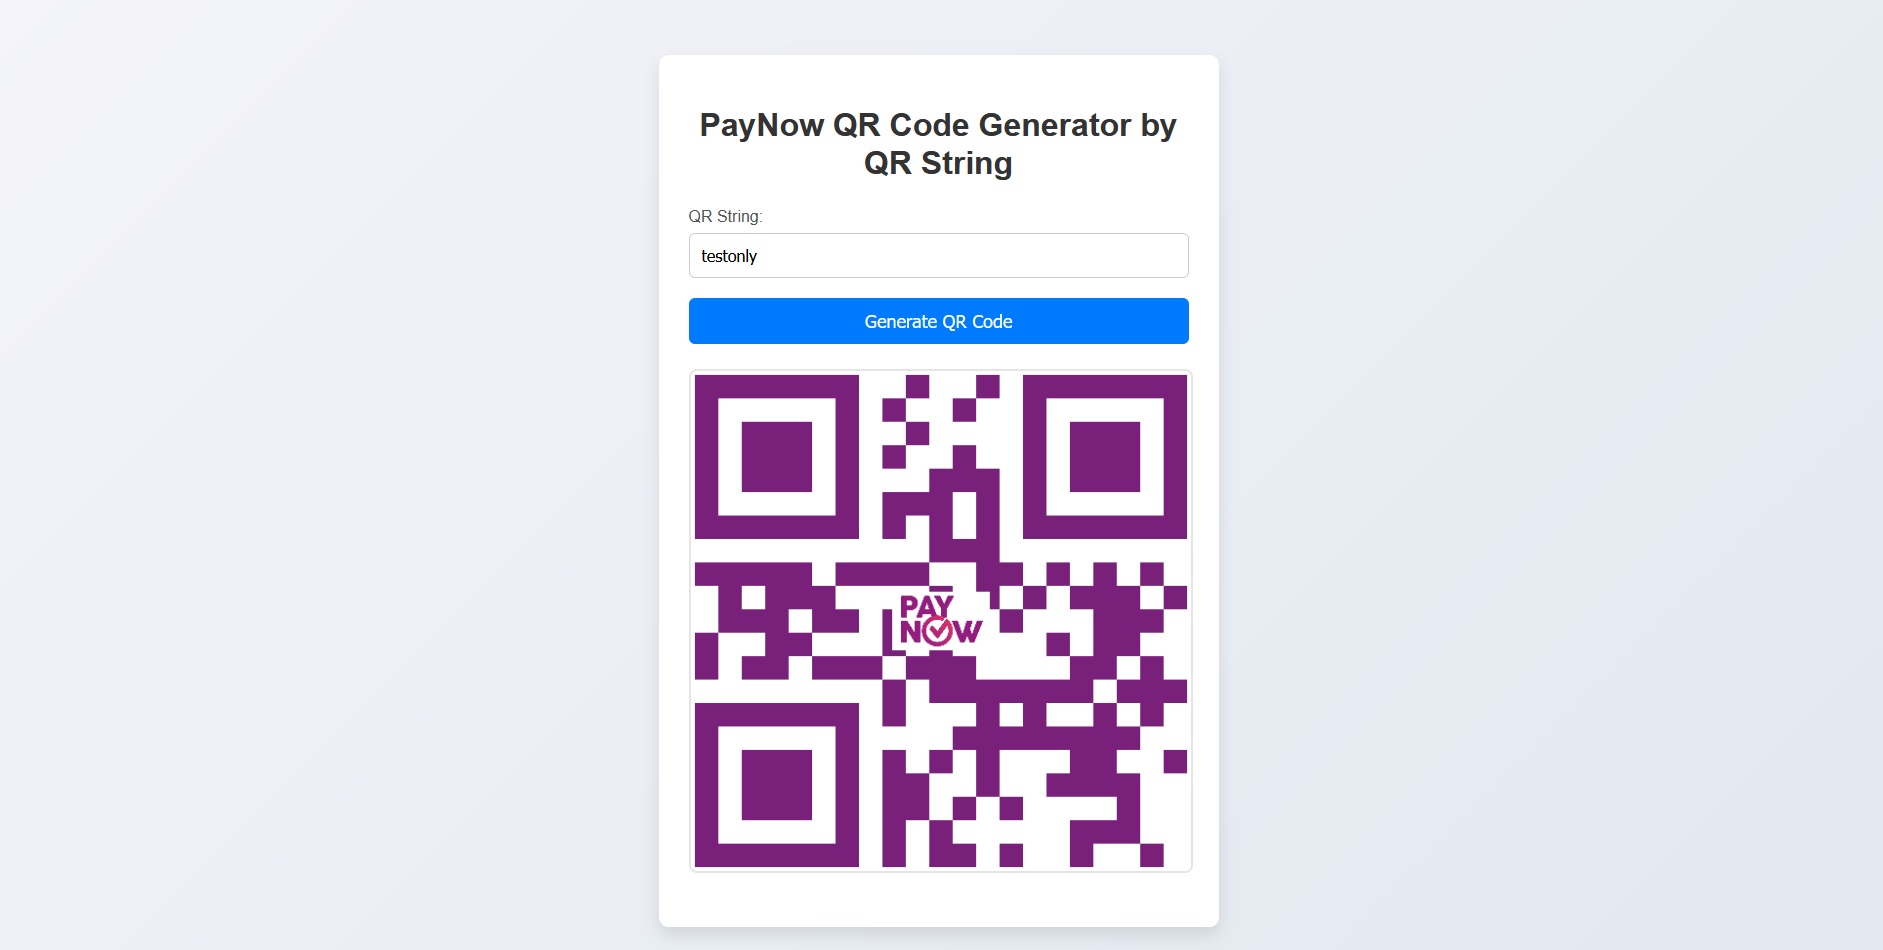 PayNow QR Code Generator by
QR String
QR String:
testonly
Generate QR Code
PAY
NOW